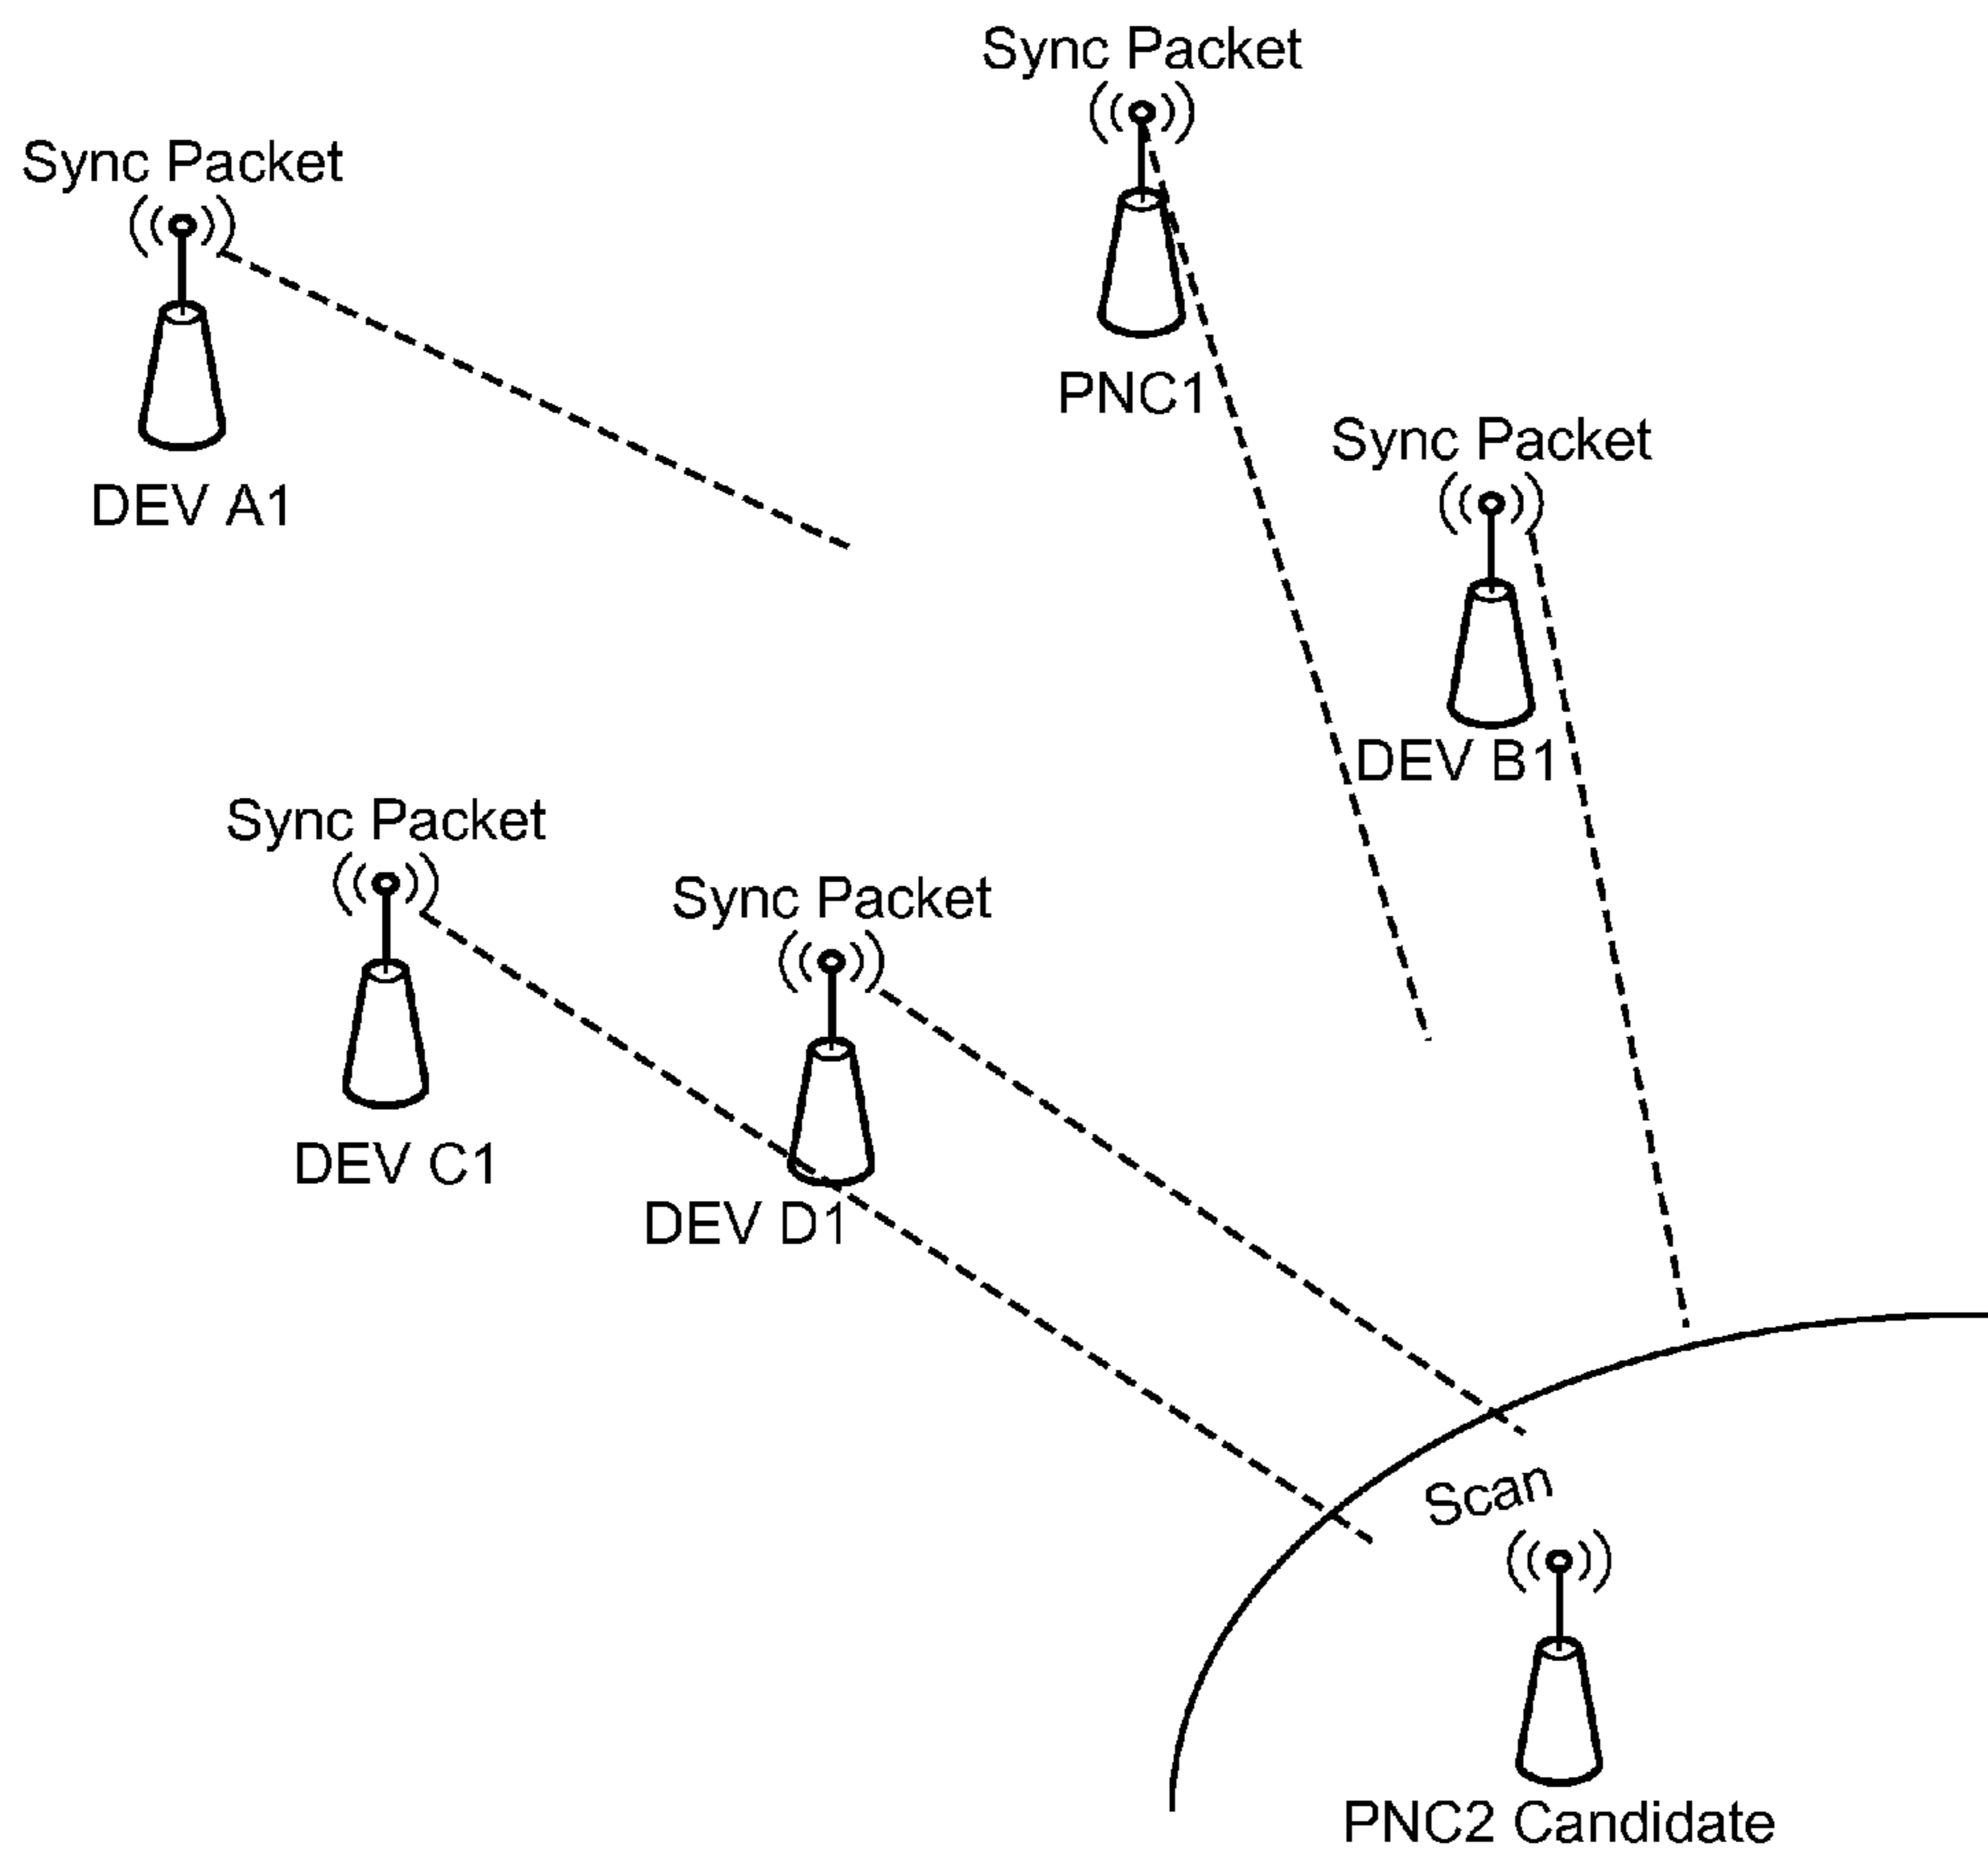 Sync Packet
Sync Packet
PNC1
DEV A1
Sync Packet
DEV B1
Sync Packet
Sync Packet
DEV C1
DEV D1
Scan
PNC2 Candidate